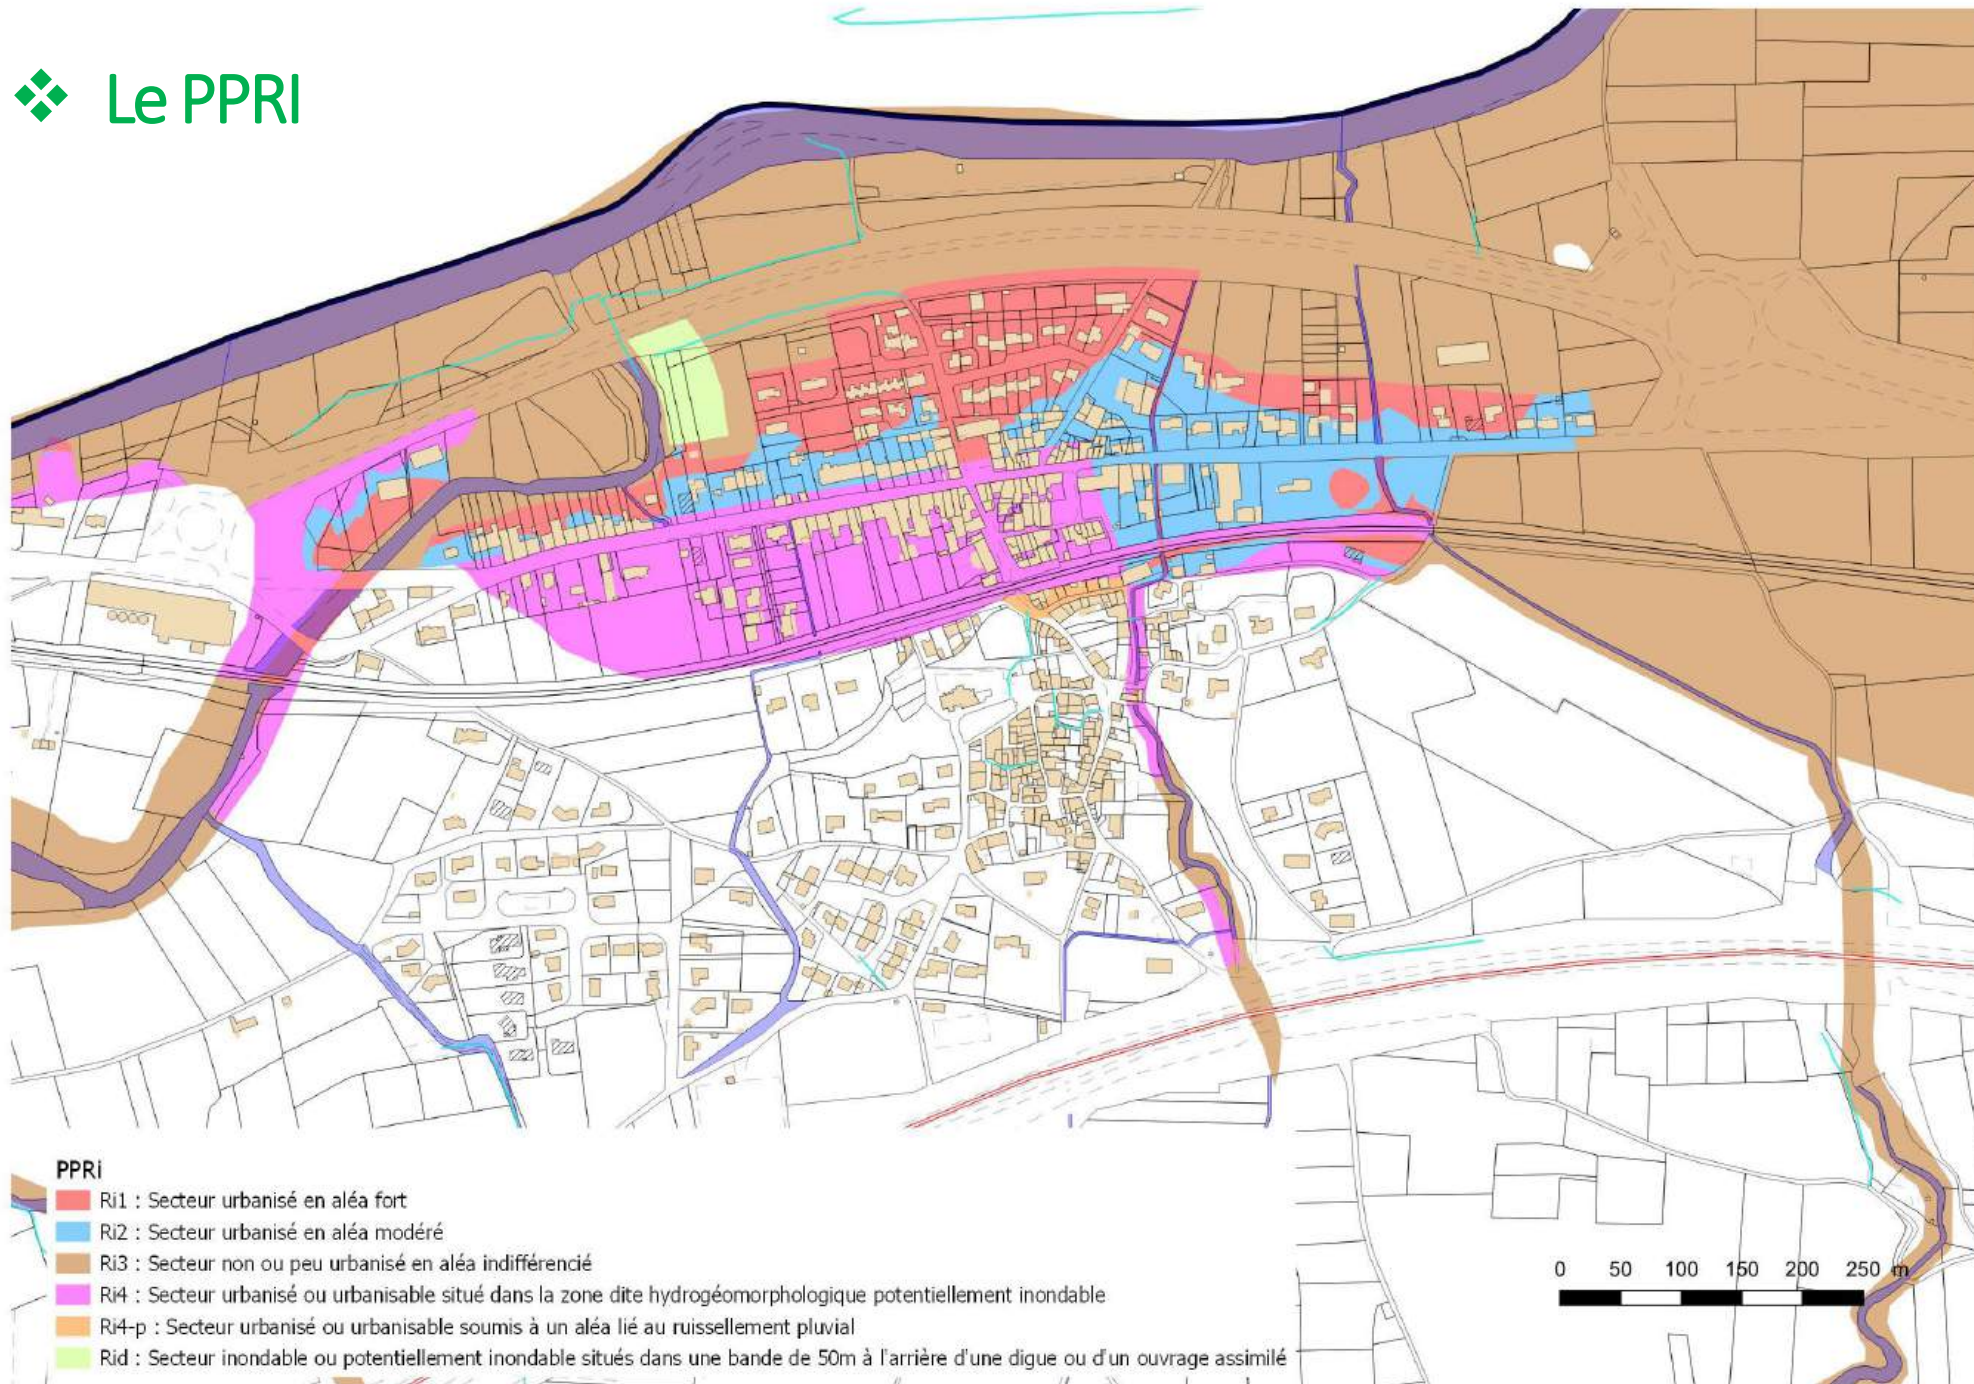 ❖ Le PPRI
PPRi
Ri1 : Secteur urbanisé en aléa fort
Ri2 : Secteur urbanisé en aléa modéré
Ri3 : Secteur non ou peu urbanisé en aléa indifférencié
Ri4 : Secteur urbanisé ou urbanisable situé dans la zone dite hydrogéomorphologique potentiellement inondable
Ri4-p : Secteur urbanisé ou urbanisable soumis à un aléa lié au ruissellement pluvial
Rid : Secteur inondable ou potentiellement inondable situés dans une bande de 50m à l'arrière d'une digue ou d'un ouvrage assimilé
0 50 100 150 200 250 m